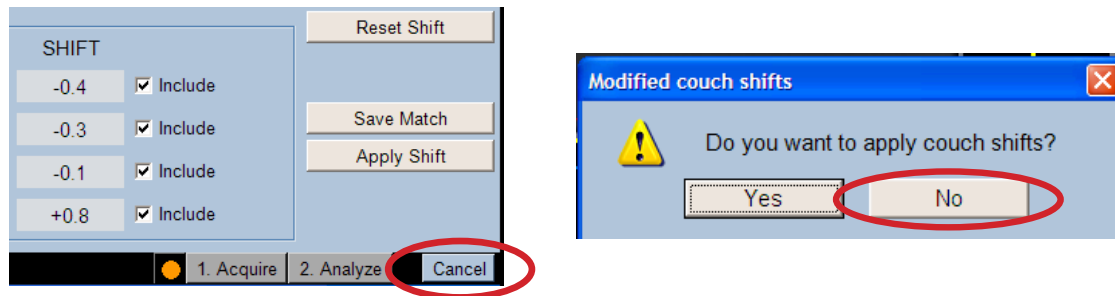 Reset Shift
SHIFT
-0.4 Include
-0.3 Include
Save Match
-0.1 Include
Apply Shift
+0.8 Include
1. Acquire 2. Analyze Cancel
Modified couch shifts
Do you want to apply couch shifts?
Yes No